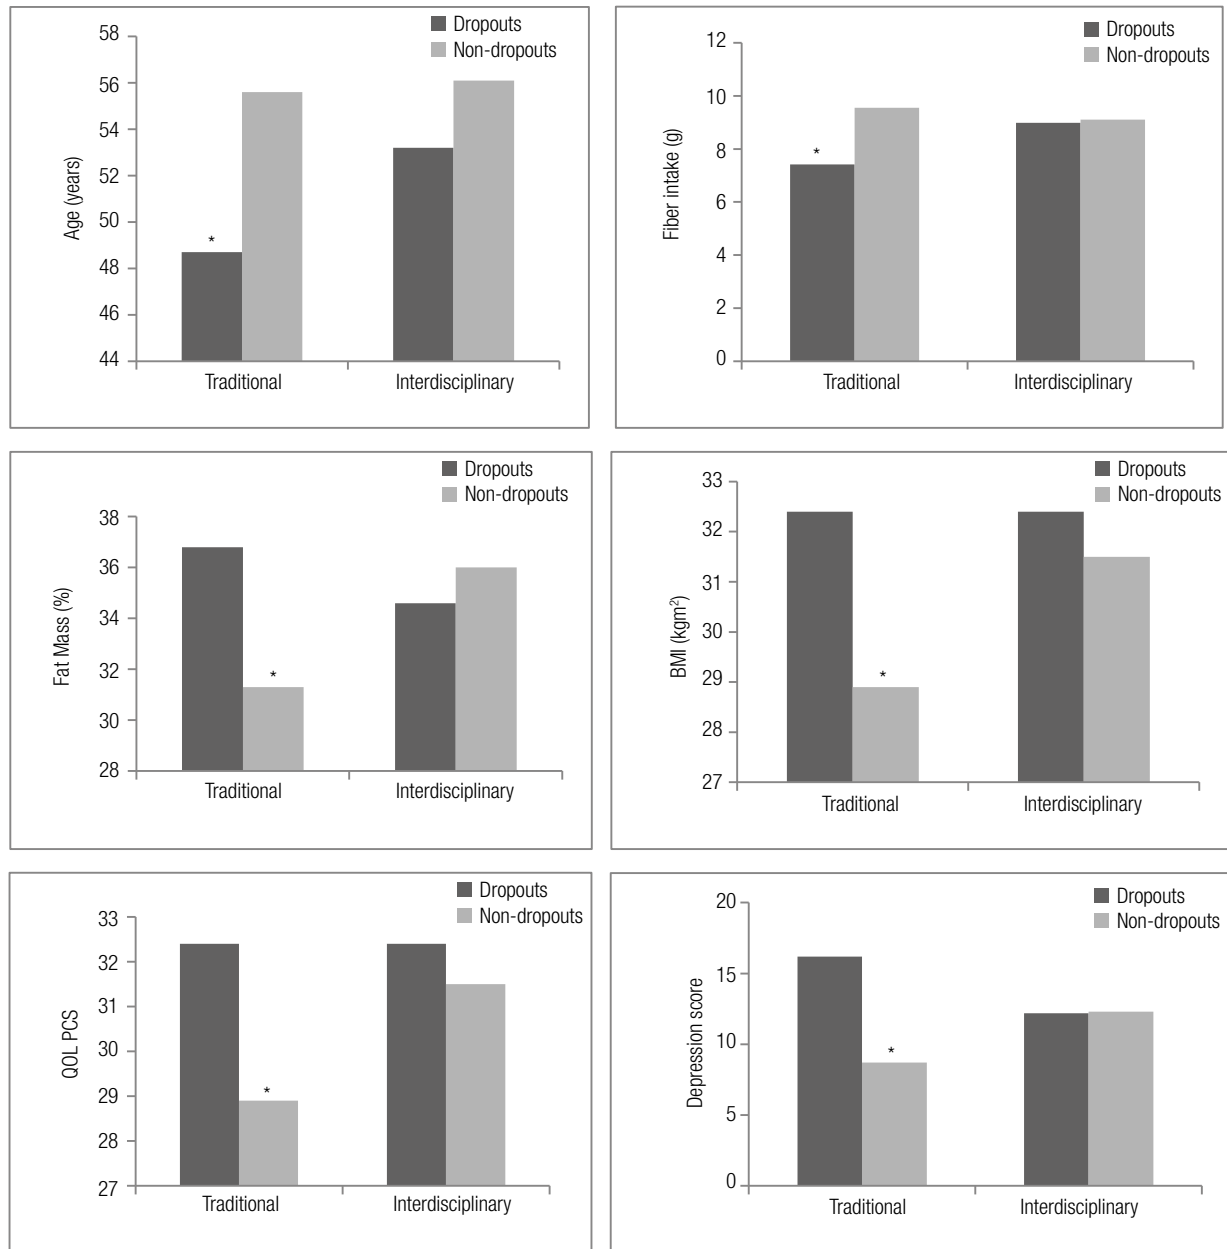 Dropouts
Non-dropouts
58
56
54
52
50
48
46
44
Age (years)
*
Traditional Interdisciplinary
Dropouts
Non-dropouts
12
10
8
6
4
2
0
Fiber intake (g)
*
Traditional Interdisciplinary
Dropouts
Non-dropouts
38
36
34
32
30
28
Fat Mass (%)
*
Traditional Interdisciplinary
Dropouts
Non-dropouts
33
32
31
30
29
28
27
BMI (kgm²)
*
Traditional Interdisciplinary
Dropouts
Non-dropouts
33
32
31
30
29
28
27
QOL PCS
*
Traditional Interdisciplinary
Dropouts
Non-dropouts
20
15
10
5
0
Depression score
*
Traditional Interdisciplinary